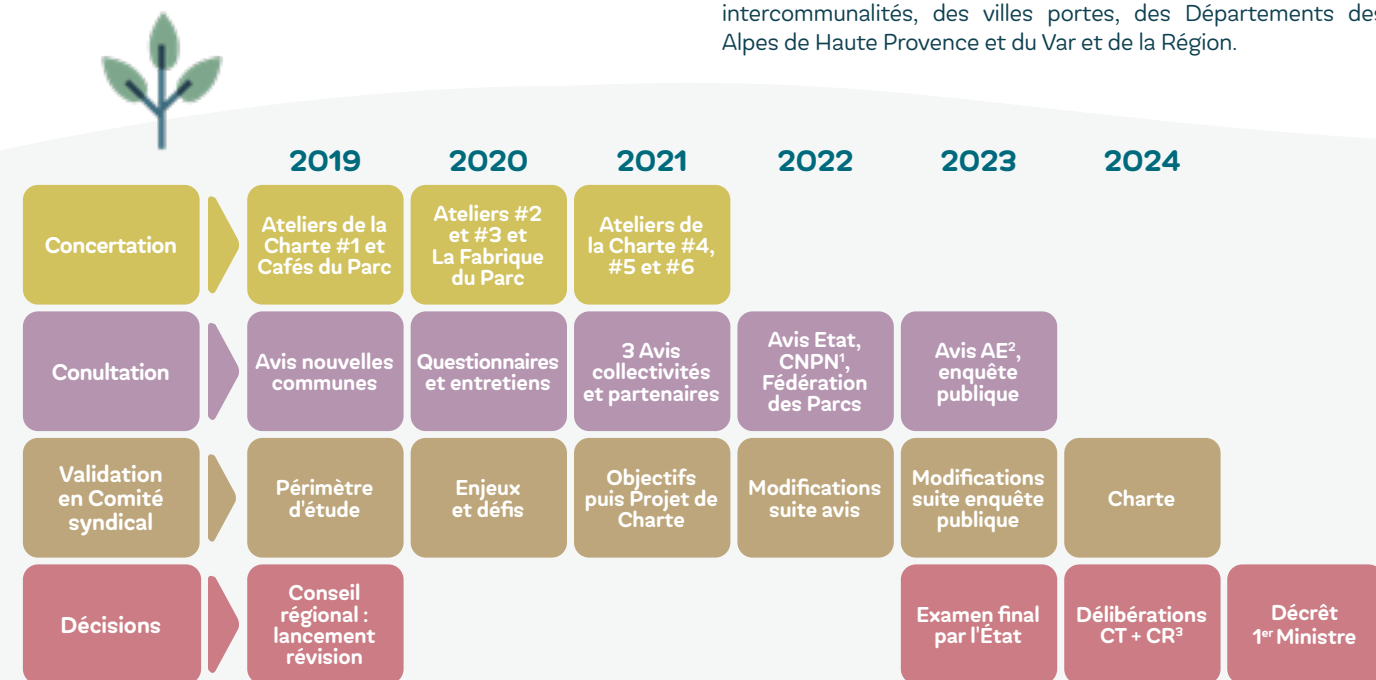 intercommunalités, des villes portes, des Départements des
Alpes de Haute Provence et du Var et de la Région.
2019
2020
2021
2022
2023
2024
Concertation
Ateliers de la
Charte #1 et
Cafés du Parc
Ateliers #2
et #3 et
La Fabrique
du Parc
Ateliers de
la Charte #4,
#5 et #6
Conultation
Avis nouvelles
communes
Questionnaires
et entretiens
3 Avis
collectivités
et partenaires
Avis Etat,
CNPN¹,
Fédération
des Parcs
Avis AE²,
enquête
publique
Validation
en Comité
syndical
Périmètre
d'étude
Enjeux
et défis
Objectifs
puis Projet de
Charte
Modifications
suite avis
Modifications
suite enquête
publique
Charte
Décisions
Conseil
régional :
lancement
révision
Examen final
par l'État
Délibérations
CT + CR³
Décrêt
1er Ministre